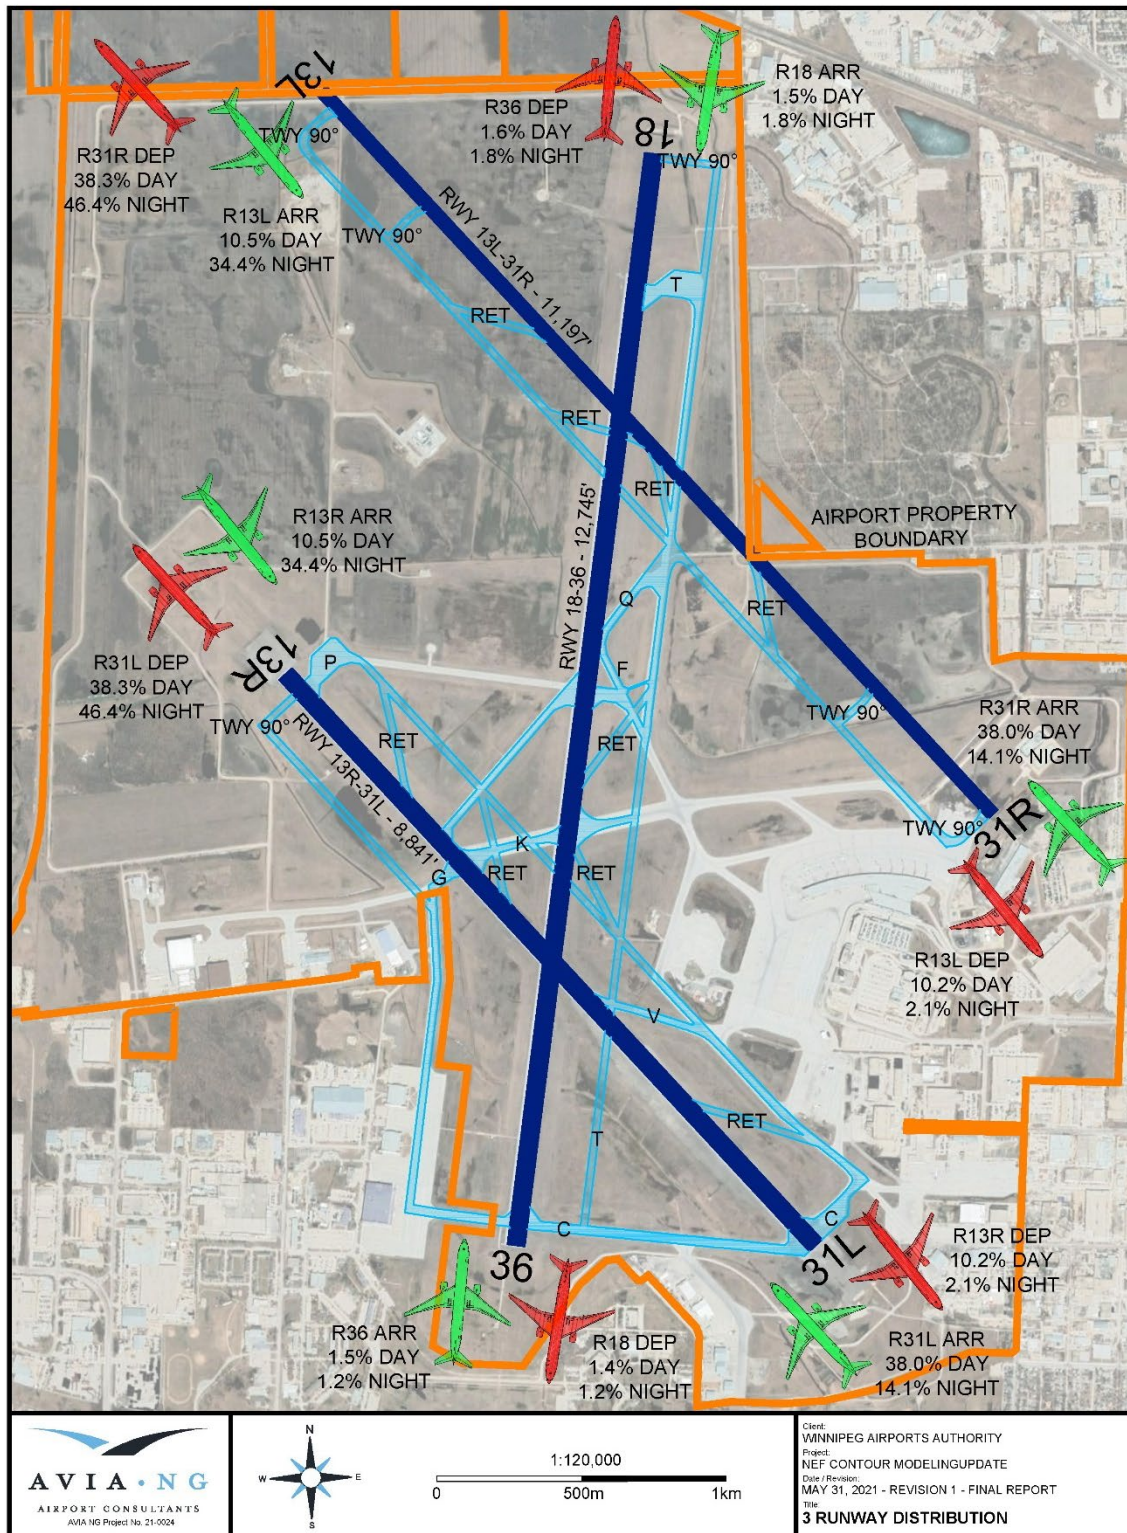 13L
18
R18 ARR
1.5% DAY
1.8% NIGHT
R36 DEP
1.6% DAY
1.8% NIGHT
TWY 90°
TWY 90°
R31R DEP
38.3% DAY
46.4% NIGHT
R13L ARR
10.5% DAY
34.4% NIGHT
TWY 90°
RWY 13L-31R - 11,197'
T
RET
RET
RET
RWY 18-36 - 12,745'
AIRPORT PROPERTY
BOUNDARY
R13R ARR
10.5% DAY
34.4% NIGHT
Q
RET
R31L DEP
38.3% DAY
46.4% NIGHT
13R
P
F
TWY 90°
TWY 90°
R31R ARR
38.0% DAY
14.1% NIGHT
RWY 13R-31L - 8,841'
RET
RET
TWY 90°
31R
K
G
RET
RET
R13L DEP
10.2% DAY
2.1% NIGHT
V
RET
T
C
C
36
31L
R13R DEP
10.2% DAY
2.1% NIGHT
R36 ARR
1.5% DAY
1.2% NIGHT
R18 DEP
1.4% DAY
1.2% NIGHT
R31L ARR
38.0% DAY
14.1% NIGHT
AVIA • NG
AIRPORT CONSULTANTS
AVIA NG Project No. 21-0024
N
W
E
S
1:120,000
0
500m
1km
Client:
WINNIPEG AIRPORTS AUTHORITY
Project:
NEF CONTOUR MODELINGUPDATE
Date / Revision:
MAY 31, 2021 - REVISION 1 - FINAL REPORT
Title:
3 RUNWAY DISTRIBUTION